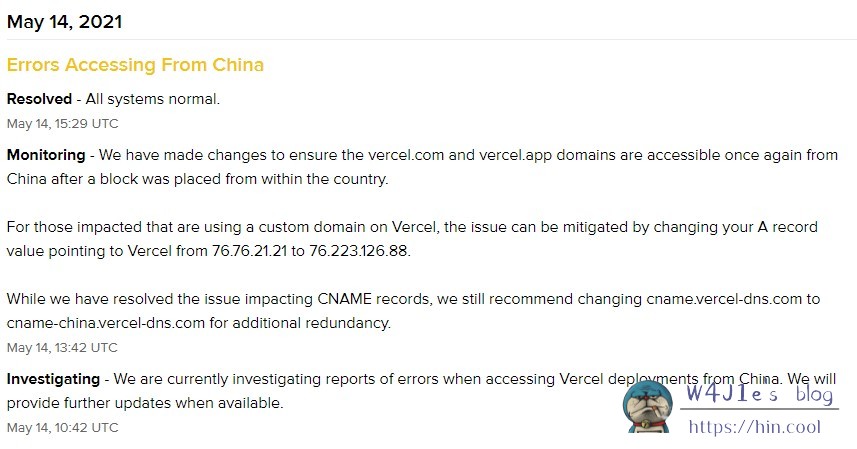 May 14, 2021
Errors Accessing From China
Resolved - All systems normal.
May 14, 15:29 UTC
Monitoring - We have made changes to ensure the vercel.com and vercel.app domains are accessible once again from
China after a block was placed from within the country.
For those impacted that are using a custom domain on Vercel, the issue can be mitigated by changing your A record
value pointing to Vercel from 76.76.21.21 to 76.223.126.88.
While we have resolved the issue impacting CNAME records, we still recommend changing cname.vercel-dns.com to
cname-china.vercel-dns.com for additional redundancy.
May 14, 13:42 UTC
Investigating - We are currently investigating reports of errors when accessing Vercel deployments from China. We will
provide further updates when available.
May 14, 10:42 UTC
W4J1e's blog
https://hin.cool